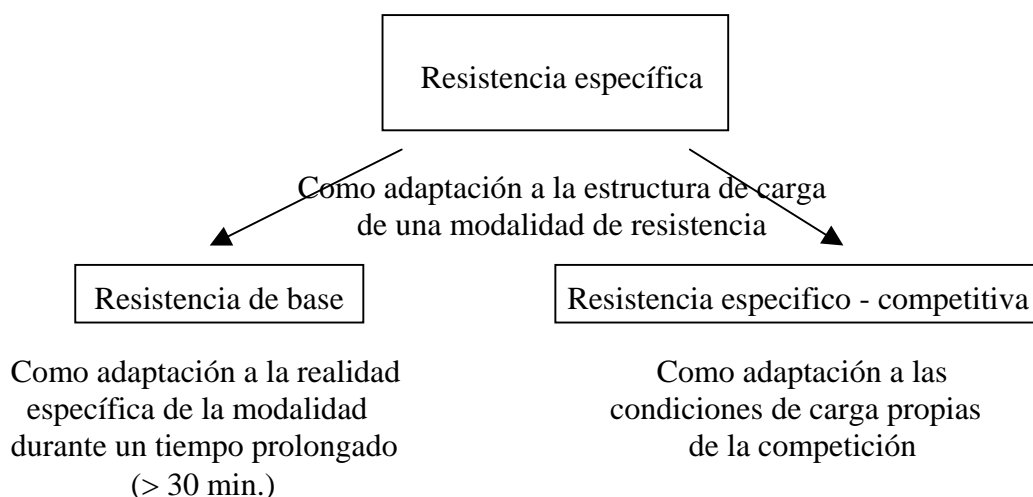 Resistencia específica
Como adaptación a la estructura de carga
de una modalidad de resistencia
Resistencia de base
Como adaptación a la realidad
específica de la modalidad
durante un tiempo prolongado
(> 30 min.)
Resistencia especifico - competitiva
Como adaptación a las
condiciones de carga propias
de la competición